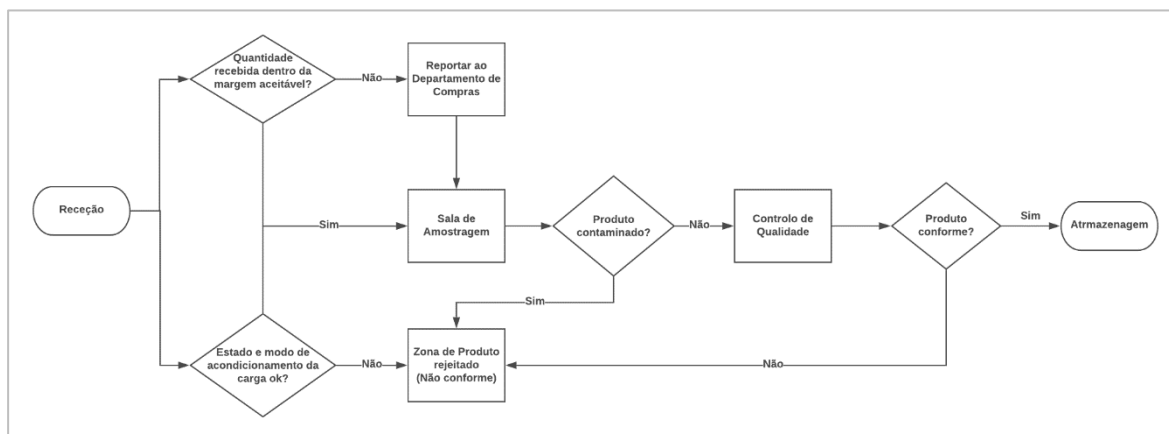 Quantidade
recebida dentro da
margem aceitável?
Não
Reportar ao
Departamento de
Compras
Receção
Sim
Sala de
Amostragem
Produto
contaminado?
Não
Controlo de
Qualidade
Produto
conforme?
Sim
Atrmazenagem
Sim
Estado e modo de
acondicionamento da
carga ok?
Não
Zona de Produto
rejeitado
(Não conforme)
Não